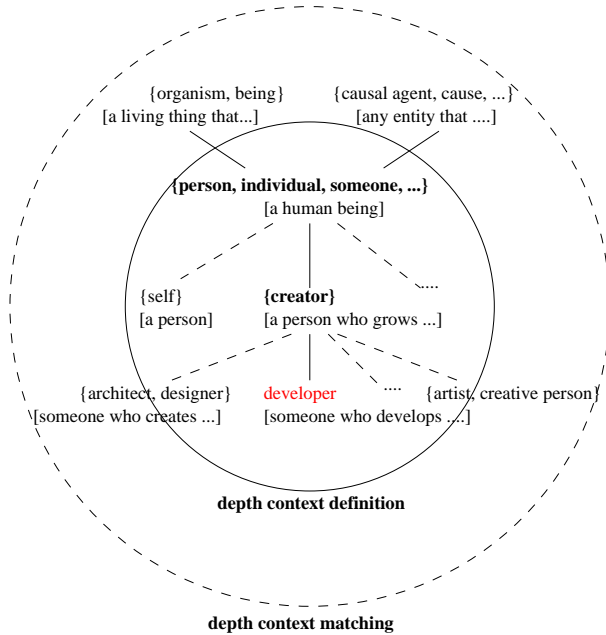 {organism, being} {causal agent, cause, ...}
[a living thing that...] [any entity that ....]
{person, individual, someone, ...}
[a human being]
....
{self} {creator}
[a person] [a person who grows ...]
....
{architect, designer} developer {artist, creative person}
[someone who creates ...] [someone who develops ....]
depth context definition
depth context matching